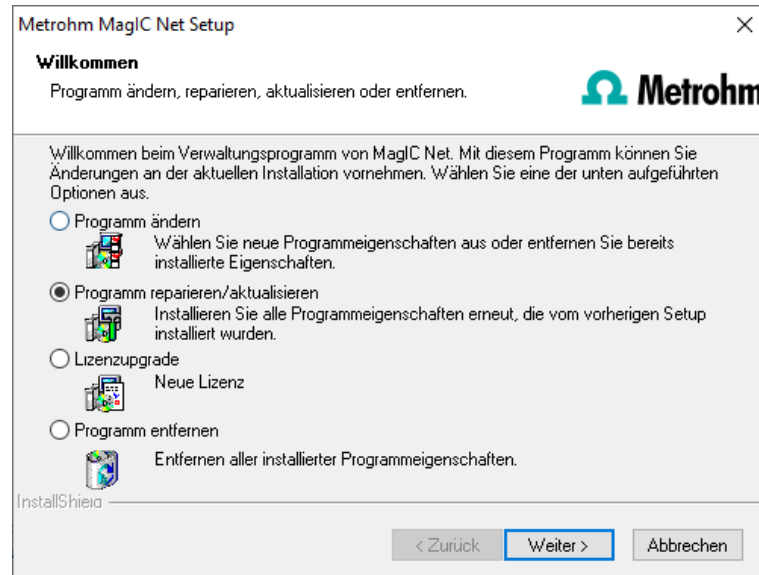 Metrohm MagIC Net Setup
Willkommen
Programm ändern, reparieren, aktualisieren oder entfernen.
Metrohm
Willkommen beim Verwaltungsprogramm von MagIC Net. Mit diesem Programm können Sie
Änderungen an der aktuellen Installation vornehmen. Wählen Sie eine der unten aufgeführten
Optionen aus.
Programm ändern
Wählen Sie neue Programmeigenschaften aus oder entfernen Sie bereits
installierte Eigenschaften.
Programm reparieren/aktualisieren
Installieren Sie alle Programmeigenschaften erneut, die vom vorherigen Setup
installiert wurden.
Lizenzupgrade
Neue Lizenz
Programm entfernen
Entfernen aller installierter Programmeigenschaften.
InstallShield
< Zurück Weiter > Abbrechen